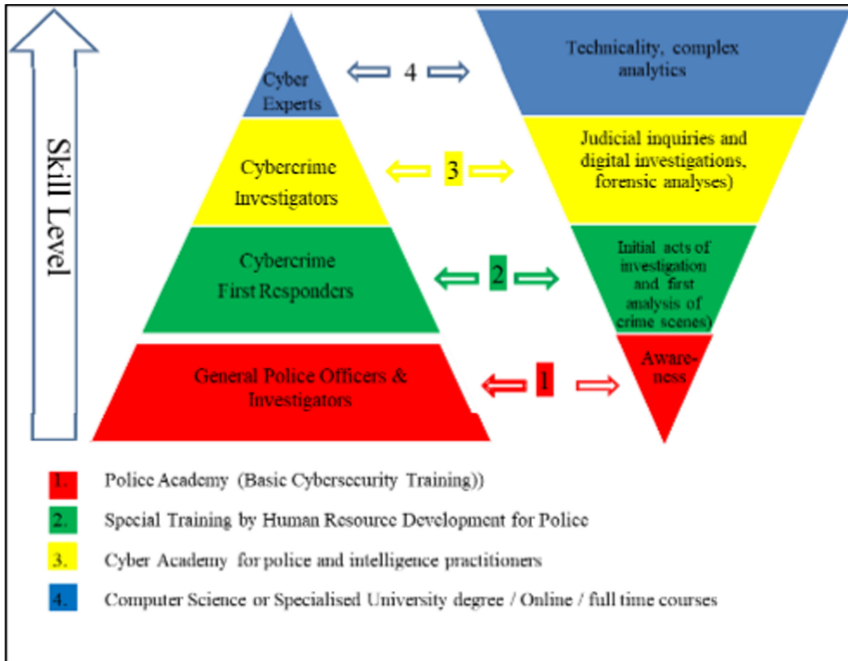 Skill Level
Cyber
Experts
4
Technicality, complex
analytics
Cybercrime
Investigators
3
Judicial inquiries and
digital investigations,
forensic analyses)
Cybercrime
First Responders
2
Initial acts of
investigation
and first
analysis of
crime scenes)
General Police Officers &
Investigators
1
Aware-
ness
1. Police Academy (Basic Cybersecurity Training))
2. Special Training by Human Resource Development for Police
3. Cyber Academy for police and intelligence practitioners
4. Computer Science or Specialised University degree / Online / full time courses